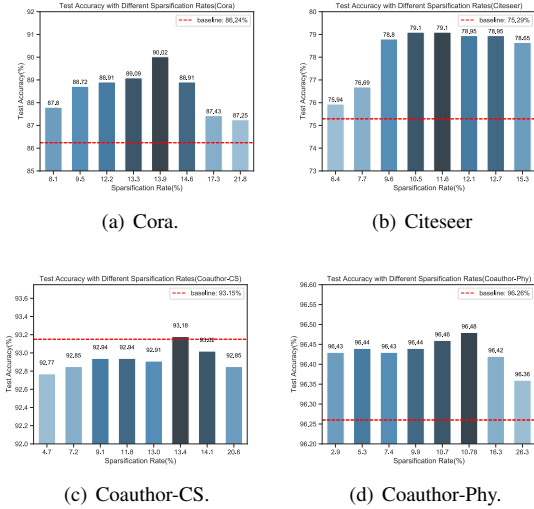 Test Accuracy with Different Sparsification Rates(Cora)
baseline: 86.24%
Test Accuracy(%)
92
91
90
89
88
87
86
85
87.8
88.72
88.91
89.09
90.02
88.91
87.43
87.25
8.1 9.5 12.2 13.3 13.9 14.6 17.3 21.8
Sparsification Rate(%)
(a) Cora.
Test Accuracy with Different Sparsification Rates(Citeseer)
baseline: 75.29%
Test Accuracy(%)
80
79
78
77
76
75
74
73
75.94
76.69
78.8
79.1
79.1
78.95
78.95
78.65
6.4 7.7 9.6 10.5 11.6 12.1 12.7 15.3
Sparsification Rate(%)
(b) Citeseer
Test Accuracy with Different Sparsification Rates(Coauthor-CS)
baseline: 93.15%
Test Accuracy(%)
93.6
93.4
93.2
93.0
92.8
92.6
92.4
92.2
92.0
92.77
92.85
92.94
92.94
92.91
93.18
93.02
92.85
4.7 7.2 9.1 11.8 13.0 13.4 14.1 20.6
Sparsification Rate(%)
(c) Coauthor-CS.
Test Accuracy with Different Sparsification Rates(Coauthor-Phy)
baseline: 96.26%
Test Accuracy(%)
96.60
96.55
96.50
96.45
96.40
96.35
96.30
96.25
96.20
96.43
96.44
96.43
96.44
96.46
96.48
96.42
96.36
2.9 5.3 7.4 9.9 10.7 10.78 16.3 26.3
Sparsification Rate(%)
(d) Coauthor-Phy.